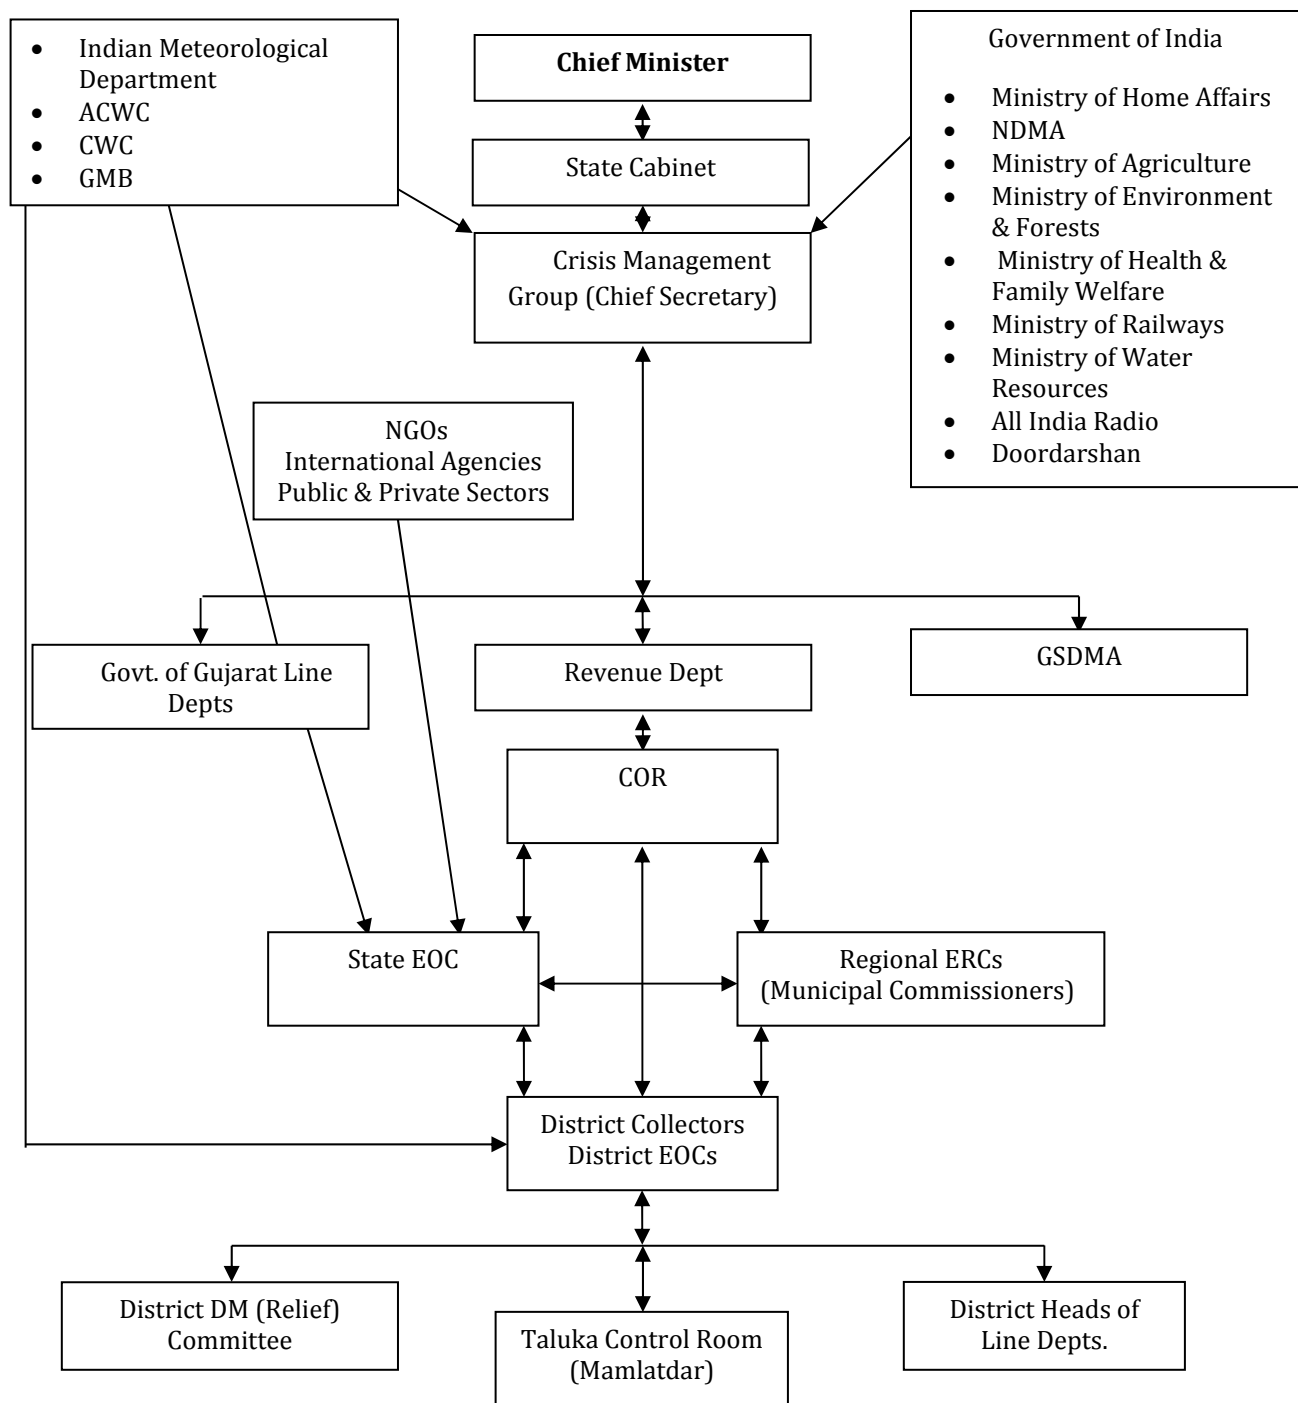 • Indian Meteorological
Department
• ACWC
• CWC
• GMB
Chief Minister
State Cabinet
Crisis Management
Group (Chief Secretary)
Government of India
• Ministry of Home Affairs
• NDMA
• Ministry of Agriculture
• Ministry of Environment
& Forests
• Ministry of Health &
Family Welfare
• Ministry of Railways
• Ministry of Water
Resources
• All India Radio
• Doordarshan
NGOs
International Agencies
Public & Private Sectors
Govt. of Gujarat Line
Depts
Revenue Dept
GSDMA
COR
State EOC
Regional ERCs
(Municipal Commissioners)
District Collectors
District EOCs
District DM (Relief)
Committee
Taluka Control Room
(Mamlatdar)
District Heads of
Line Depts.